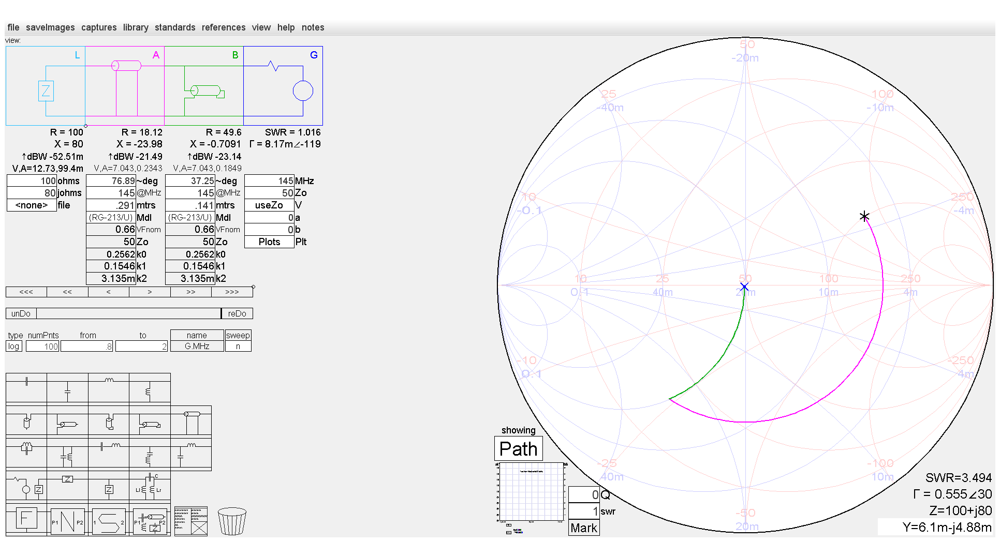 file saveImages captures library standards references view help notes
view:
L A B G
R = 100 R = 18.12 R = 49.6 SWR = 1.016
X = 80 X = -23.98 X = -0.7091 Γ = 8.17m∠-119
↑dBW -52.51m ↑dBW -21.49 ↑dBW -23.14
V,A=12.73,99.4m V,A=7.043,0.2343 V,A=7.043,0.1849
100 ohms 76.89 ~deg 37.25 ~deg 145 MHz
80 johms 145 @MHz 145 @MHz 50 Zo
<none> file .291 mtrs .141 mtrs useZo V
(RG-213/U) Mdl (RG-213/U) Mdl 0 a
0.66 VFnom 0.66 VFnom 0 b
50 Zo 50 Zo Plots Plt
0.2562 k0 0.2562 k0
0.1546 k1 0.1546 k1
3.135m k2 3.135m k2
<<< << < > >> >>>
unDo reDo
type numPnts from to name sweep
log 100 .8 2 G.MHz n
Z
Z Z Z
C
LI Lr
F P1 N P2 1 S 2 P1 P2 Z
50
-20m
25 100
-40m -10m
10 250
-0.1 -4m
10 25 50 100 250
0.1 40m 20m 10m 4m
-10 -250
0.1 4m
-25 -100
40m 10m
-50
20m
showing
Path
0 Q
1 swr
Mark
SWR=3.494
Γ = 0.555∠30
Z=100+j80
Y=6.1m-j4.88m